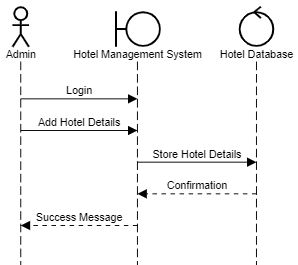 Admin
Hotel Management System
Hotel Database
Login
Add Hotel Details
Store Hotel Details
Confirmation
Success Message